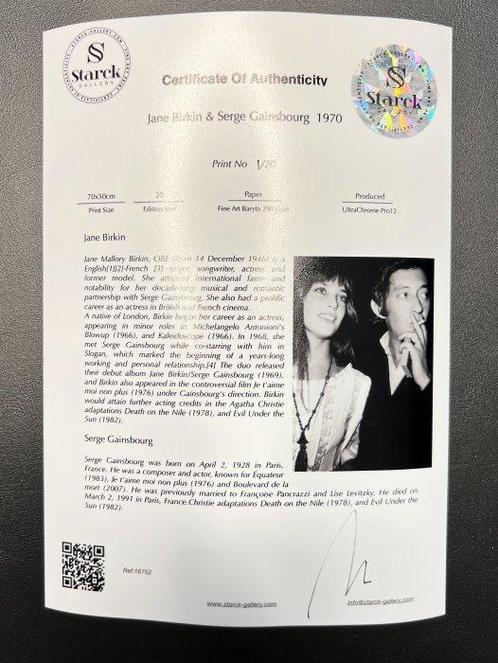 Starck
GALLERY
Certificate Of Authenticity
Starck
Jane Birkin & Serge Gainsbourg 1970
Print No 1/20
70x50cm
20
Paper
Produced
Print Size
Edition Size
Fine Art Baryta 290
UltraChrome Pro12
Jane Birkin
Jane Mallory Birkin, OBE (born 14 December 1946) is a
English[1][2]-French [3] singer, songwriter, actress and
former model. She attained international fame and
notability for her decade-long musical and romantic
partnership with Serge Gainsbourg. She also had a prolific
career as an actress in British and French cinema.
A native of London, Birkin began her career as an actress,
appearing in minor roles in Michelangelo Antonioni's
Blowup (1966), and Kaleidoscope (1966). In 1968, she
met Serge Gainsbourg while co-starring with him in
Slogan, which marked the beginning of a years-long
working and personal relationship.[4] The duo released
their debut album Jane Birkin/Serge Gainsbourg (1969),
and Birkin also appeared in the controversial film Je t'aime
moi non plus (1976) under Gainsbourg's direction. Birkin
would attain further acting credits in the Agatha Christie
adaptations Death on the Nile (1978), and Evil Under the
Sun (1982).
Serge Gainsbourg
Serge Gainsbourg was born on April 2, 1928 in Paris,
France. He was a composer and actor, known for Équateur
(1983), Je t'aime moi non plus (1976) and Boulevard de la
mort (2007). He was previously married to Françoise Pancrazzi and Lise Levitzky. He died on
March 2, 1991 in Paris, France.Christie adaptations Death on the Nile (1978), and Evil Under the
Sun (1982).
Ref:16752
www.starck-gallery.com
info@starck-gallery.com